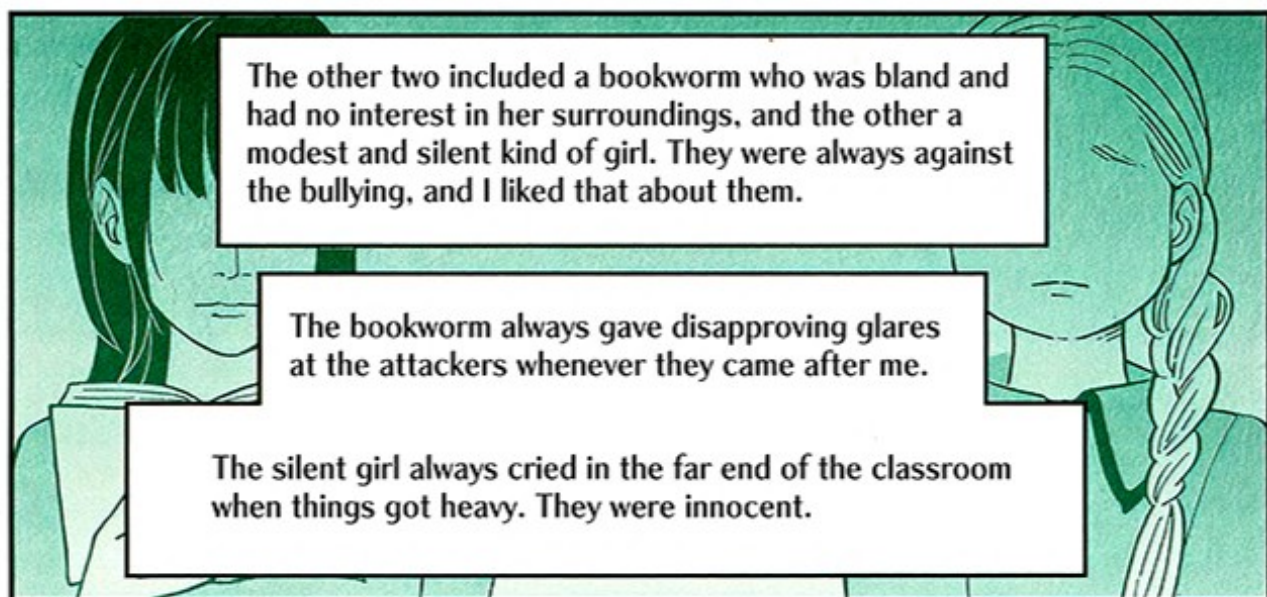 The other two included a bookworm who was bland and
had no interest in her surroundings, and the other a
modest and silent kind of girl. They were always against
the bullying, and I liked that about them.
The bookworm always gave disapproving glares
at the attackers whenever they came after me.
The silent girl always cried in the far end of the classroom
when things got heavy. They were innocent.